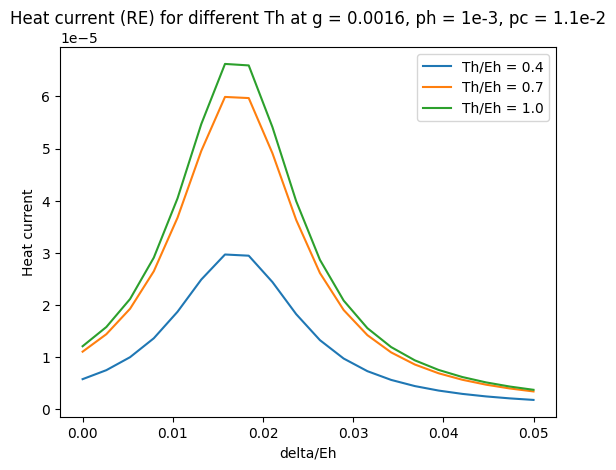 Heat current (RE) for different Th at g = 0.0016, ph = 1e-3, pc = 1.1e-2
1e−5
Th/Eh = 0.4
Th/Eh = 0.7
Th/Eh = 1.0
6
5
4
3
2
1
0
Heat current
0.00 0.01 0.02 0.03 0.04 0.05
delta/Eh